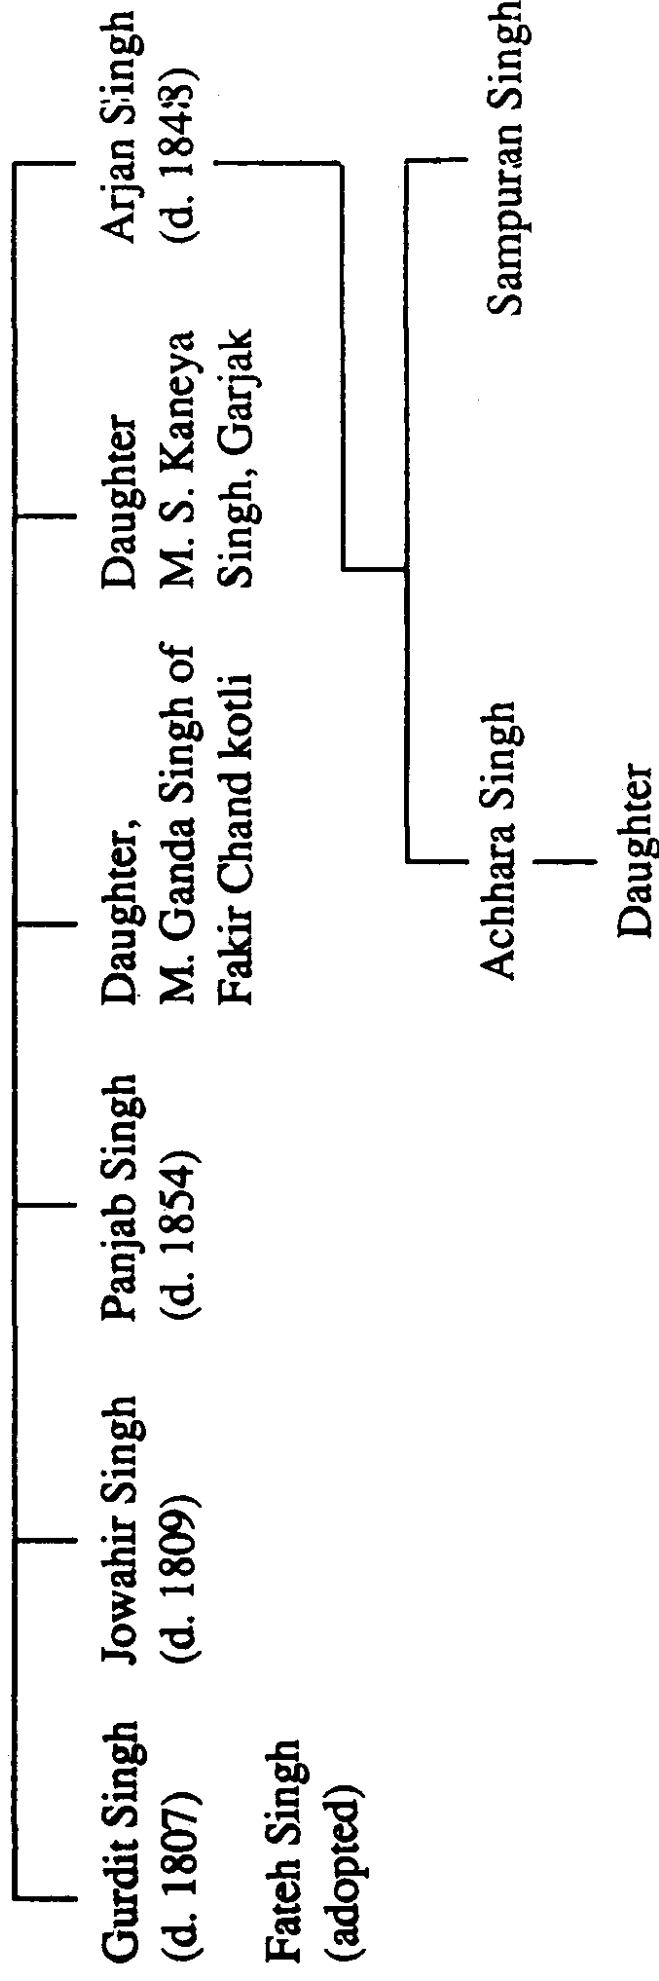 Gurdit Singh
(d. 1807)
Fateh Singh
(adopted)
Jowahir Singh
(d. 1809)
Panjab Singh
(d. 1854)
Daughter,
M. Ganda Singh of
Fakir Chand kotli
Daughter
M. S. Kaneya
Singh, Garjak
Arjan Singh
(d. 1848)
Achhara Singh
Daughter
Sampuran Singh